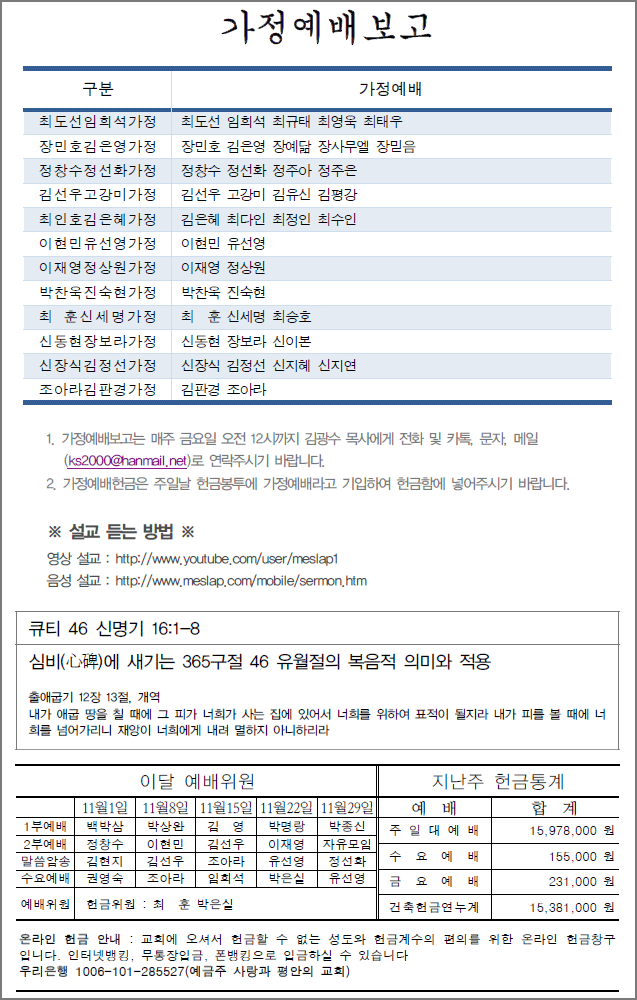 가정예배보고
구분 가정예배
최도선임희석가정 최도선 임희석 최규태 최영욱 최태우
장민호김은영가정 장민호 김은영 장예닮 장사무엘 장믿음
정창수정선화가정 정창수 정선화 정주아 정주은
김선우고강미가정 김선우 고강미 김유신 김평강
최인호김은혜가정 김은혜 최다인 최정인 최수인
이현민유선영가정 이현민 유선영
이재영정상원가정 이재영 정상원
박찬욱진숙현가정 박찬욱 진숙현
최 훈신세명가정 최 훈 신세명 최승호
신동현장보라가정 신동현 장보라 신이본
신장식김정선가정 신장식 김정선 신지혜 신지연
조아라김판경가정 김판경 조아라
1. 가정예배보고는 매주 금요일 오전 12시까지 김광수 목사에게 전화 및 카톡, 문자, 메일
(ks2000@hanmail.net)로 연락주시기 바랍니다.
2. 가정예배헌금은 주일날 헌금봉투에 가정예배라고 기입하여 헌금함에 넣어주시기 바랍니다.
※ 설교 듣는 방법 ※
영상 설교 : http://www.youtube.com/user/meslap1
음성 설교 : http://www.meslap.com/mobile/sermon.htm
큐티 46 신명기 16:1-8
심비(心碑)에 새기는 365구절 46 유월절의 복음적 의미와 적용
출애굽기 12장 13절, 개역
내가 애굽 땅을 칠 때에 그 피가 너희가 사는 집에 있어서 너희를 위하여 표적이 될지라 내가 피를 볼 때에 너
희를 넘어가리니 재앙이 너희에게 내려 멸하지 아니하리라
이달 예배위원
11월1일 11월8일 11월15일 11월22일 11월29일
1부예배 백박삼 박상완 김 영 박명랑 박종신
2부예배 정창수 이현민 김선우 이재영 자유모임
말씀암송 김현지 김선우 조아라 유선영 정선화
수요예배 권영숙 조아라 임희석 박은실 유선영
예배위원 헌금위원 : 최 훈 박은실
지난주 헌금통계
예 배 합 계
주 일 대 예 배 15,978,000 원
수 요 예 배 155,000 원
금 요 예 배 231,000 원
건축헌금연누계 15,381,000 원
온라인 헌금 안내 : 교회에 오셔서 헌금할 수 없는 성도와 헌금계수의 편의를 위한 온라인 헌금창구
입니다. 인터넷뱅킹, 무통장입금, 폰뱅킹으로 입금하실 수 있습니다
우리은행 1006-101-285527(예금주 사랑과 평안의 교회)